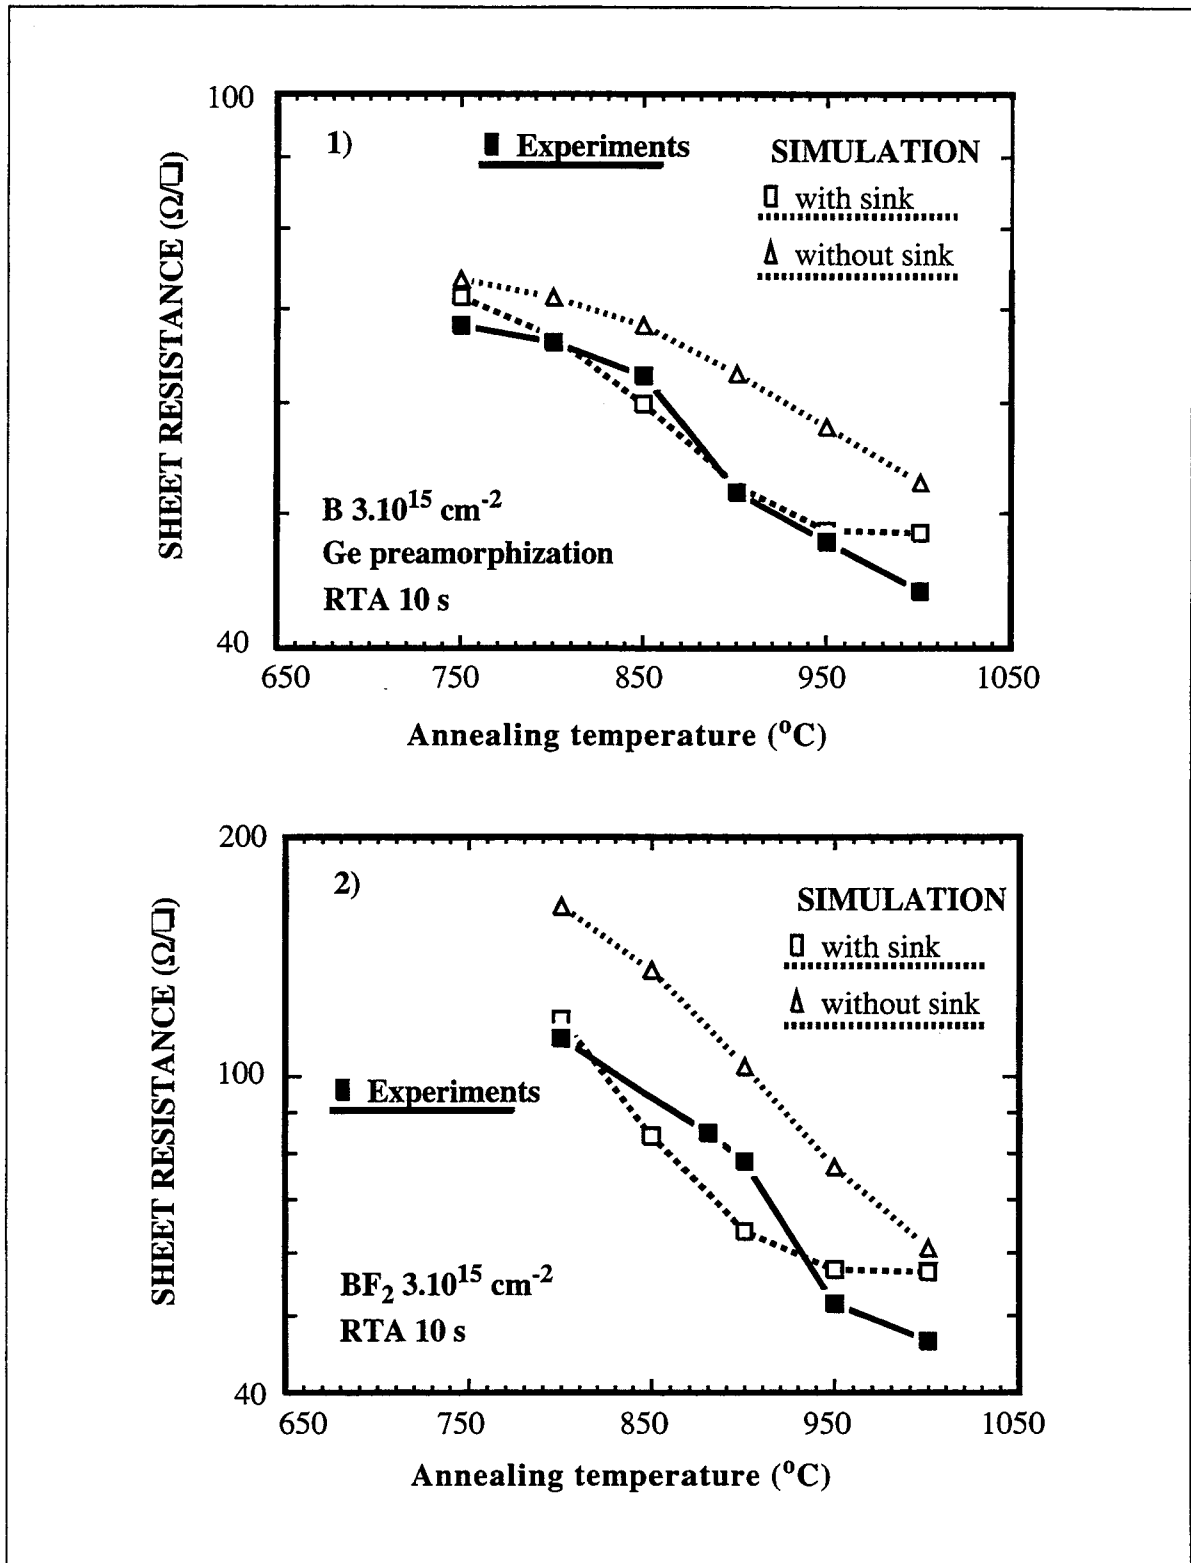 100
1)
Experiments
SIMULATION
with sink
without sink
SHEET RESISTANCE (Ω/□)
B 3.10¹⁵ cm⁻²
Ge preamorphization
RTA 10 s
40
650 750 850 950 1050
Annealing temperature (°C)
200
2)
SIMULATION
with sink
without sink
100
Experiments
SHEET RESISTANCE (Ω/□)
BF₂ 3.10¹⁵ cm⁻²
RTA 10 s
40
650 750 850 950 1050
Annealing temperature (°C)